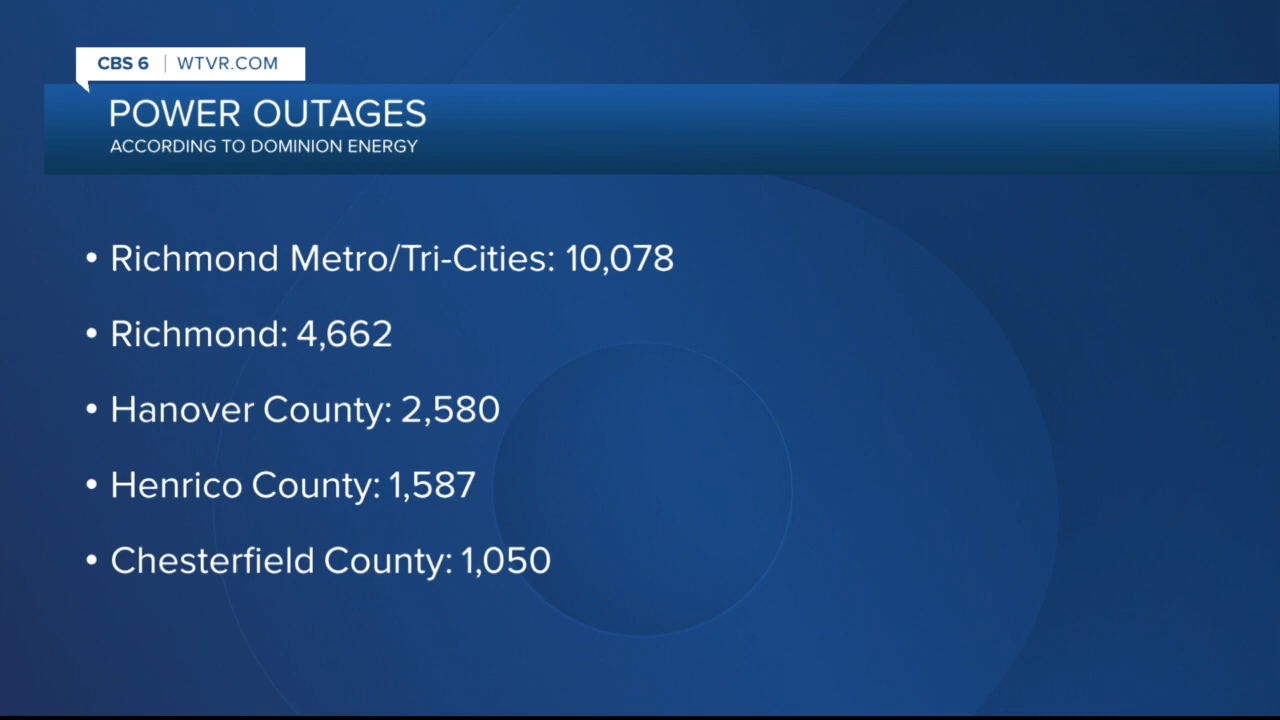 CBS 6 | WTVR.COM
POWER OUTAGES
ACCORDING TO DOMINION ENERGY
• Richmond Metro/Tri-Cities: 10,078
• Richmond: 4,662
• Hanover County: 2,580
• Henrico County: 1,587
• Chesterfield County: 1,050